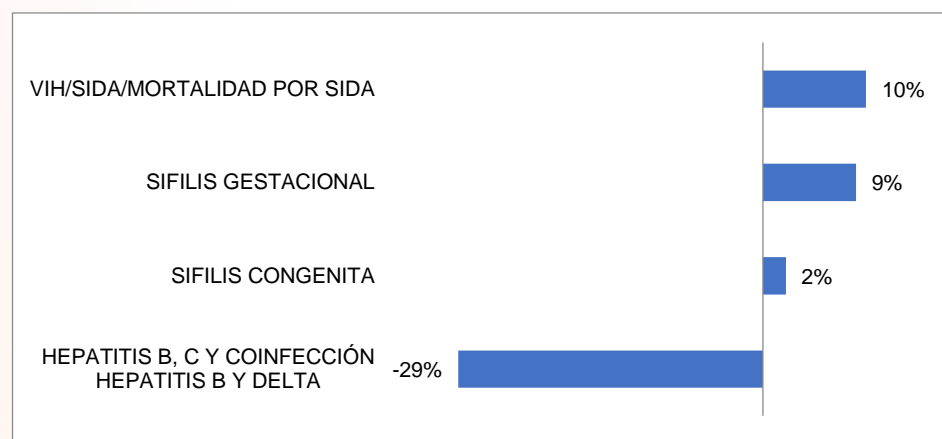 VIH/SIDA/MORTALIDAD POR SIDA
10%
SIFILIS GESTACIONAL
9%
SIFILIS CONGENITA
2%
HEPATITIS B, C Y COINFECCIÓN
HEPATITIS B Y DELTA
-29%